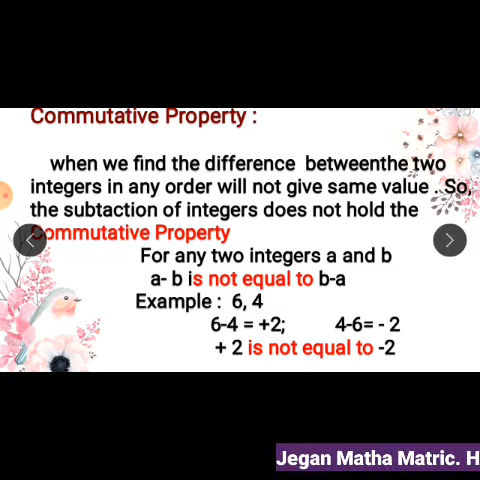 Commutative Property :
when we find the difference betweenthe two
integers in any order will not give same value . So,
the subtaction of integers does not hold the
Commutative Property
For any two integers a and b
a- b is not equal to b-a
Example : 6, 4
6-4 = +2; 4-6= - 2
+ 2 is not equal to -2
Jegan Matha Matric. H